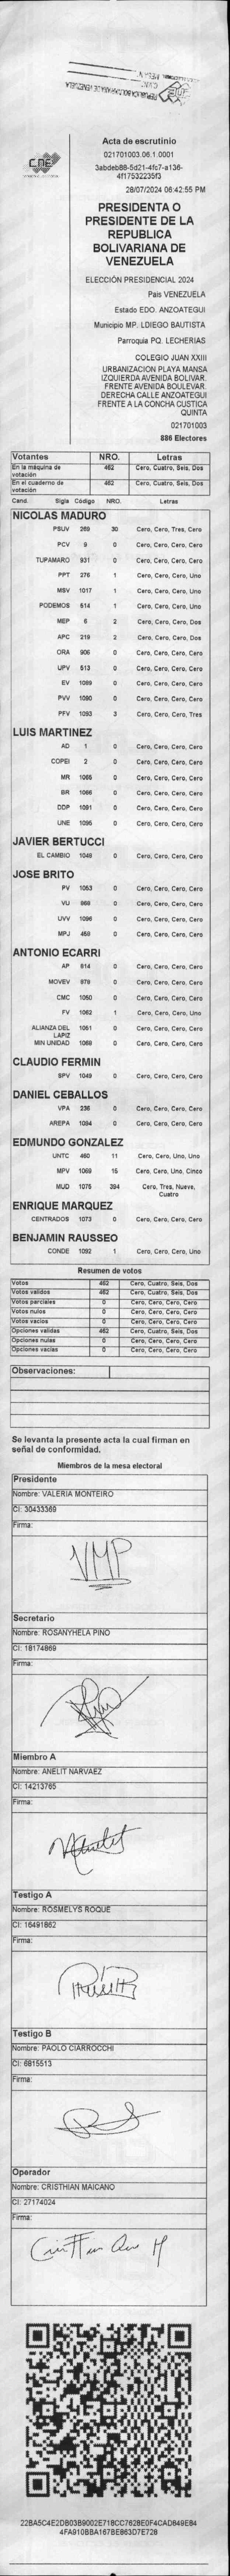 CNE
Acta de escrutinio
021701003.06.1.0001
3abdeb88-5d21-4fc7-a136-
4f17532235f3
28/07/2024 06:42:55 PM
PRESIDENTA O
PRESIDENTE DE LA
REPUBLICA
BOLIVARIANA DE
VENEZUELA
ELECCIÓN PRESIDENCIAL 2024
Pais VENEZUELA
Estado EDO. ANZOATEGUI
Municipio MP. LDIEGO BAUTISTA
Parroquia PQ. LECHERIAS
COLEGIO JUAN XXIII
URBANIZACION PLAYA MANSA
IZQUIERDA AVENIDA BOLIVAR.
FRENTE AVENIDA BOULEVAR.
DERECHA CALLE ANZOATEGUI
FRENTE A LA CONCHA CUSTICA
QUINTA
021701003
886 Electores
Votantes NRO. Letras
En la máquina de votación 462 Cero, Cuatro, Seis, Dos
En el cuaderno de votación 462 Cero, Cuatro, Seis, Dos
Cand. Sigla Código NRO. Letras
NICOLAS MADURO
PSUV 269 30 Cero, Cero, Tres, Cero
PCV 9 0 Cero, Cero, Cero, Cero
TUPAMARO 931 0 Cero, Cero, Cero, Cero
PPT 276 1 Cero, Cero, Cero, Uno
MSV 1017 1 Cero, Cero, Cero, Uno
PODEMOS 514 1 Cero, Cero, Cero, Uno
MEP 6 2 Cero, Cero, Cero, Dos
APC 219 2 Cero, Cero, Cero, Dos
ORA 906 0 Cero, Cero, Cero, Cero
UPV 513 0 Cero, Cero, Cero, Cero
EV 1089 0 Cero, Cero, Cero, Cero
PVV 1090 0 Cero, Cero, Cero, Cero
PFV 1093 3 Cero, Cero, Cero, Tres
LUIS MARTINEZ
AD 1 0 Cero, Cero, Cero, Cero
COPEI 2 0 Cero, Cero, Cero, Cero
MR 1065 0 Cero, Cero, Cero, Cero
BR 1066 0 Cero, Cero, Cero, Cero
DDP 1091 0 Cero, Cero, Cero, Cero
UNE 1095 0 Cero, Cero, Cero, Cero
JAVIER BERTUCCI
EL CAMBIO 1048 0 Cero, Cero, Cero, Cero
JOSE BRITO
PV 1053 0 Cero, Cero, Cero, Cero
VU 868 0 Cero, Cero, Cero, Cero
UVV 1096 0 Cero, Cero, Cero, Cero
MPJ 458 0 Cero, Cero, Cero, Cero
ANTONIO ECARRI
AP 814 0 Cero, Cero, Cero, Cero
MOVEV 978 0 Cero, Cero, Cero, Cero
CMC 1050 0 Cero, Cero, Cero, Cero
FV 1062 1 Cero, Cero, Cero, Uno
ALIANZA DEL LAPIZ 1051 0 Cero, Cero, Cero, Cero
MIN UNIDAD 1068 0 Cero, Cero, Cero, Cero
CLAUDIO FERMIN
SPV 1049 0 Cero, Cero, Cero, Cero
DANIEL CEBALLOS
VPA 236 0 Cero, Cero, Cero, Cero
AREPA 1094 0 Cero, Cero, Cero, Cero
EDMUNDO GONZALEZ
UNTC 480 11 Cero, Cero, Uno, Uno
MPV 1069 15 Cero, Cero, Uno, Cinco
MUD 1075 394 Cero, Tres, Nueve, Cuatro
ENRIQUE MARQUEZ
CENTRADOS 1073 0 Cero, Cero, Cero, Cero
BENJAMIN RAUSSEO
CONDE 1092 1 Cero, Cero, Cero, Uno
Resumen de votos
Votos 462 Cero, Cuatro, Seis, Dos
Votos validos 462 Cero, Cuatro, Seis, Dos
Votos parciales 0 Cero, Cero, Cero, Cero
Votos nulos 0 Cero, Cero, Cero, Cero
Votos vacios 0 Cero, Cero, Cero, Cero
Opciones validas 462 Cero, Cuatro, Seis, Dos
Opciones nulas 0 Cero, Cero, Cero, Cero
Opciones vacias 0 Cero, Cero, Cero, Cero
Observaciones:
Se levanta la presente acta la cual firman en
señal de conformidad.
Miembros de la mesa electoral
Presidente
Nombre: VALERIA MONTEIRO
CI: 30433369
Firma:
VMP
Secretario
Nombre: ROSANYHELA PINO
CI: 18174869
Firma:
Miembro A
Nombre: ANELIT NARVAEZ
CI: 14213765
Firma:
Testigo A
Nombre: ROSMELYS ROQUE
CI: 16491862
Firma:
Testigo B
Nombre: PAOLO CIARROCCHI
CI: 6815513
Firma:
Operador
Nombre: CRISTHIAN MAICANO
CI: 27174024
Firma:
22BA5C4E2DB03B9002E718CC7628E0F4CAD849E84
4FA910BBA167BE863D7E728